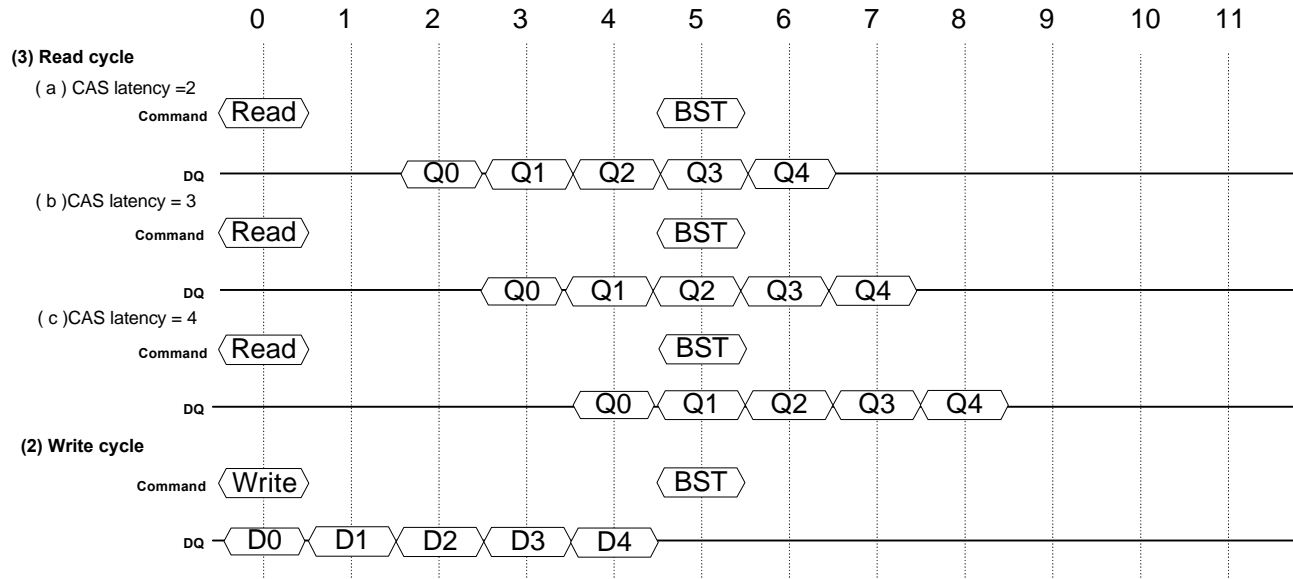 0 1 2 3 4 5 6 7 8 9 10 11
(3) Read cycle
( a ) CAS latency =2
Command Read BST
DQ Q0 Q1 Q2 Q3 Q4
( b )CAS latency = 3
Command Read BST
DQ Q0 Q1 Q2 Q3 Q4
( c )CAS latency = 4
Command Read BST
DQ Q0 Q1 Q2 Q3 Q4
(2) Write cycle
Command Write BST
DQ D0 D1 D2 D3 D4